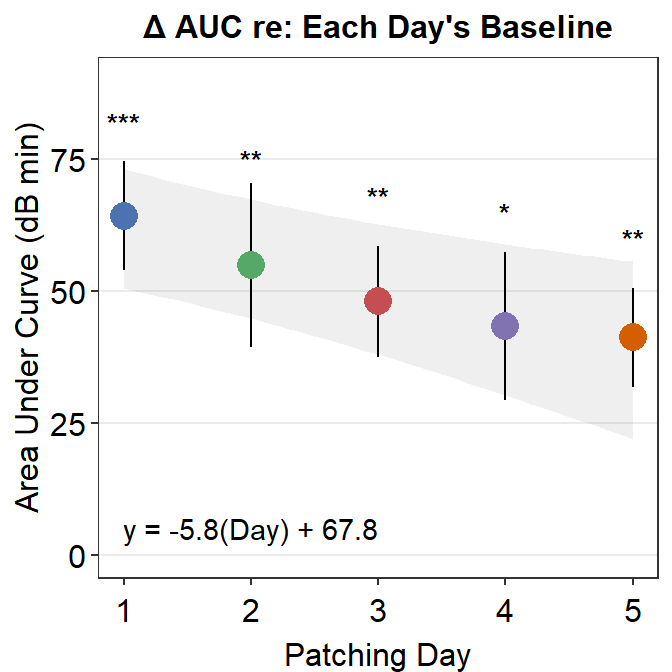 Δ AUC re: Each Day's Baseline
Area Under Curve (dB min)
75
50
25
0
***
**
**
*
**
y = -5.8(Day) + 67.8
1 2 3 4 5
Patching Day